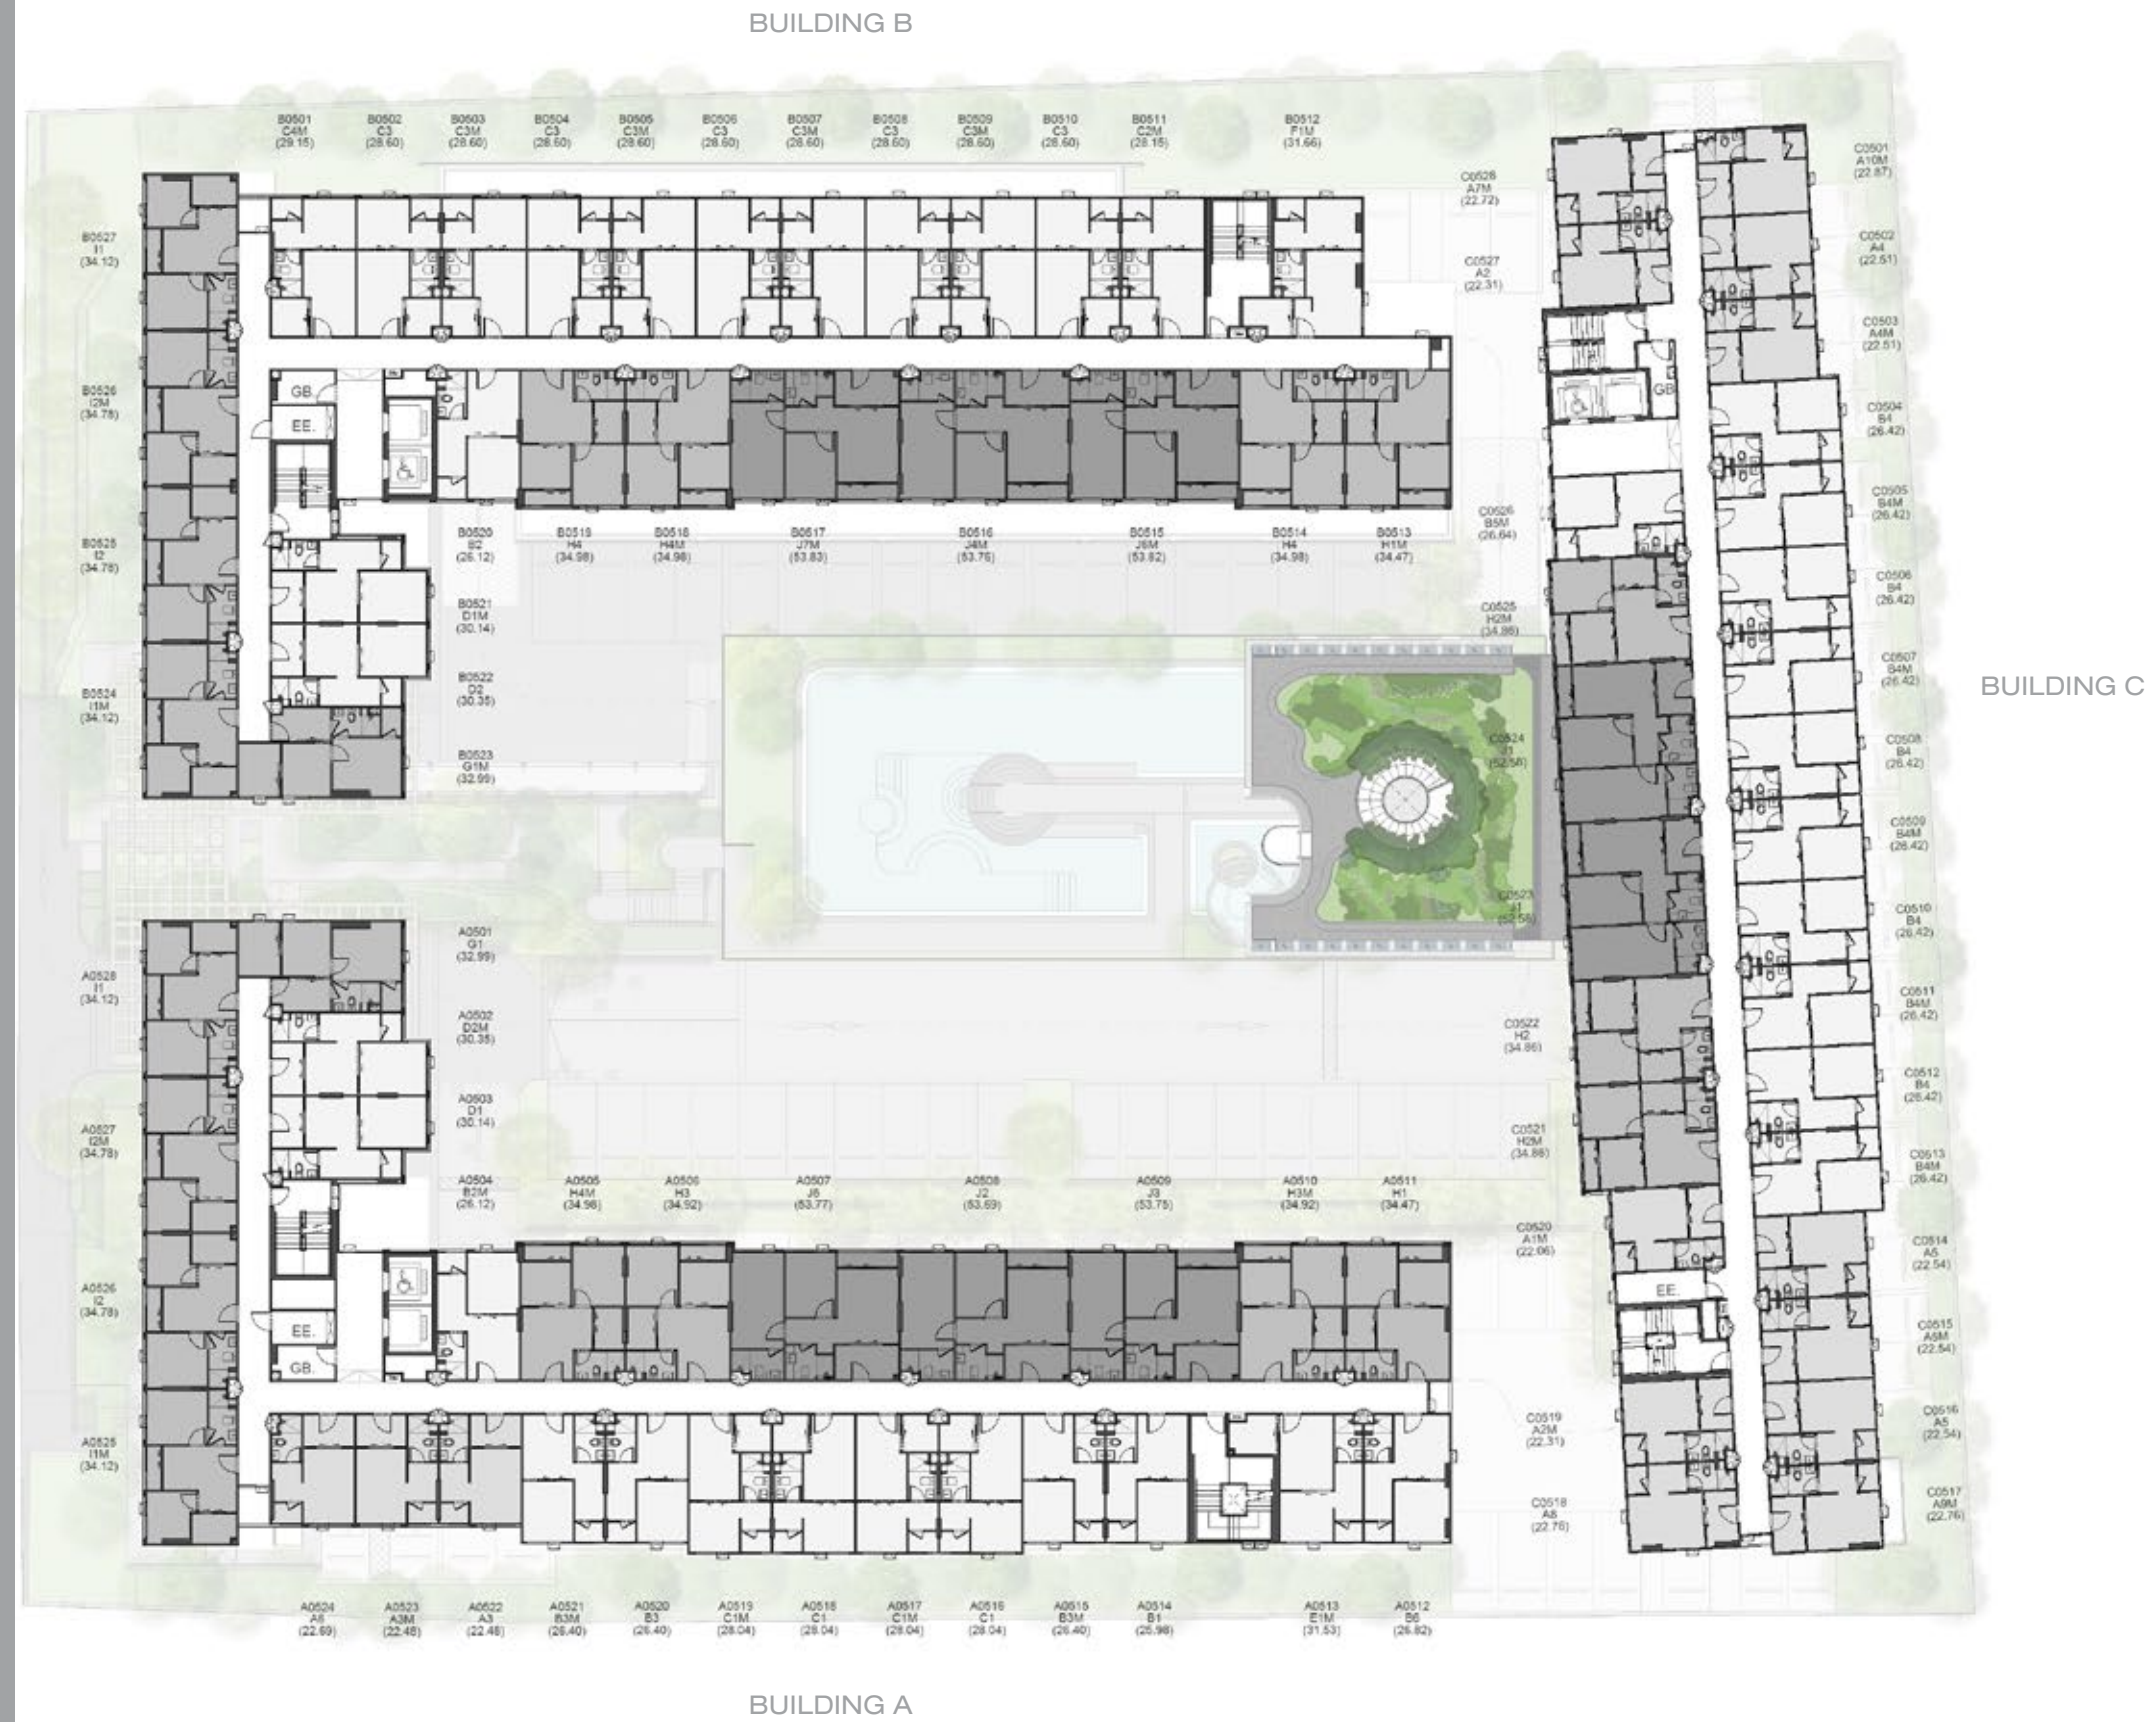 BUILDING B
B0501
C4M
(29.15)
B0502
C3
(28.60)
B0503
C3M
(28.60)
B0504
C3
(28.60)
B0505
C3M
(28.60)
B0506
C3
(28.60)
B0507
C3M
(28.60)
B0508
C3
(28.60)
B0509
C3M
(28.60)
B0510
C3
(28.60)
B0511
C2M
(28.15)
B0512
F1M
(31.66)
B0527
I1
(34.12)
B0526
I2M
(34.78)
B0525
I2
(34.78)
B0524
I1M
(34.12)
GB.
EE.
B0520
B2
(26.12)
B0519
H4
(34.98)
B0518
H4M
(34.98)
B0517
J7M
(53.83)
B0516
J4M
(53.76)
B0515
J6M
(53.82)
B0514
H4
(34.98)
B0513
H1M
(34.47)
B0521
D1M
(30.14)
B0522
D2
(30.35)
B0523
G1M
(32.99)
C0528
A7M
(22.72)
C0527
A2
(22.31)
GB
C0526
B5M
(26.64)
C0525
H2M
(34.86)
C0524
J1
(52.58)
C0523
J1
(52.58)
C0522
H2
(34.86)
C0521
H2M
(34.86)
C0520
A1M
(22.06)
EE.
C0519
A2M
(22.31)
C0518
A8
(22.76)
C0501
A10M
(22.87)
C0502
A4
(22.51)
C0503
A4M
(22.51)
C0504
B4
(26.42)
C0505
B4M
(26.42)
C0506
B4
(26.42)
C0507
B4M
(26.42)
C0508
B4
(26.42)
C0509
B4M
(26.42)
C0510
B4
(26.42)
C0511
B4M
(26.42)
C0512
B4
(26.42)
C0513
B4M
(26.42)
C0514
A5
(22.54)
C0515
A5M
(22.54)
C0516
A5
(22.54)
C0517
A9M
(22.76)
BUILDING C
A0528
I1
(34.12)
A0527
I2M
(34.78)
A0526
I2
(34.78)
A0525
I1M
(34.12)
A0501
G1
(32.99)
A0502
D2M
(30.35)
A0503
D1
(30.14)
A0504
B2M
(26.12)
A0505
H4M
(34.98)
A0506
H3
(34.92)
A0507
(53.77)
A0508
J2
(53.69)
A0509
J3
(53.75)
A0510
H3M
(34.92)
A0511
H1
(34.47)
EE.
GB.
A0524
(22.69)
A0523
A3M
(22.48)
A0522
A3
(22.48)
A0521
B3M
(26.40)
A0520
B3
(26.40)
A0519
C1M
(28.04)
A0518
C1
(28.04)
A0517
C1M
(28.04)
A0516
C1
(28.04)
A0515
B3M
(26.40)
A0514
B1
(25.98)
A0513
E1M
(31.53)
A0512
B6
(26.82)
BUILDING A